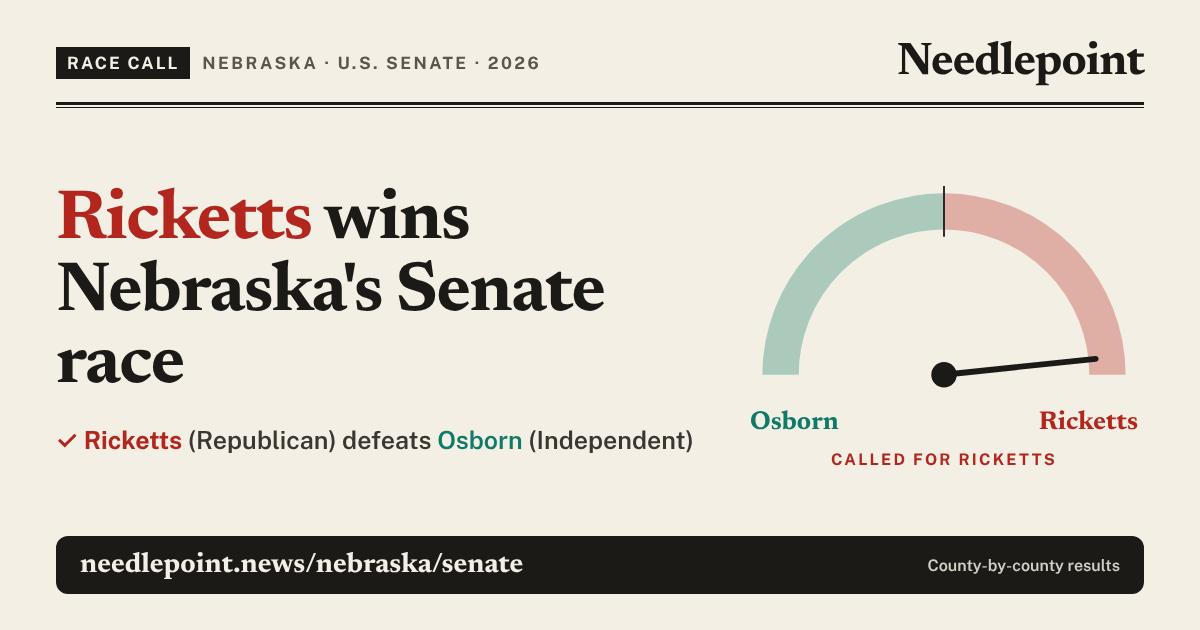 RACE CALL NEBRASKA · U.S. SENATE · 2026
Needlepoint
Ricketts wins
Nebraska's Senate
race
✓ Ricketts (Republican) defeats Osborn (Independent)
Osborn
Ricketts
CALLED FOR RICKETTS
needlepoint.news/nebraska/senate
County-by-county results